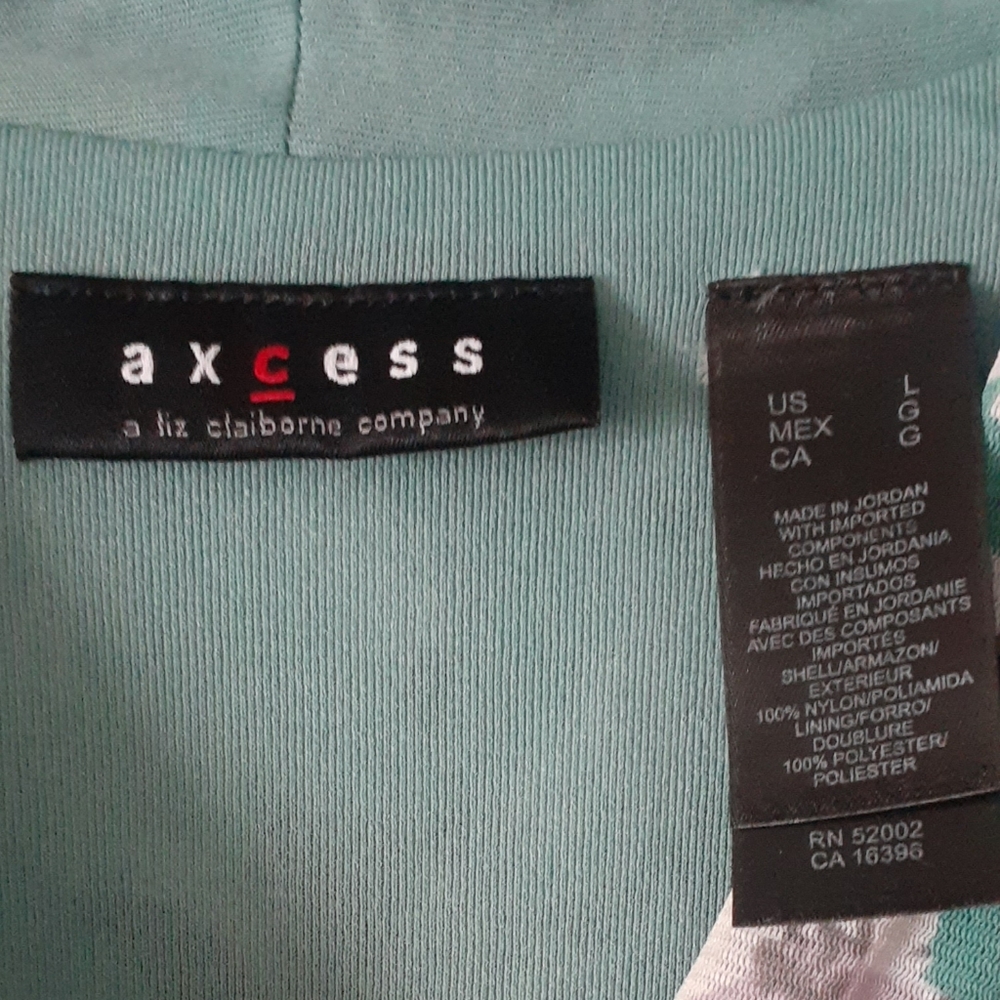 axcess
a liz claiborne company
US L
MEX G
CA G
MADE IN JORDAN
WITH IMPORTED
COMPONENTS
HECHO EN JORDANIA
CON INSUMOS
IMPORTADOS
FABRIQUÉ EN JORDANIE
AVEC DES COMPOSANTS
IMPORTÉS
SHELL/ARMAZON/
EXTERIEUR
100% NYLON/POLIAMIDA
LINING/FORRO/
DOUBLURE
100% POLYESTER/
POLIESTER
RN 52002
CA 16396